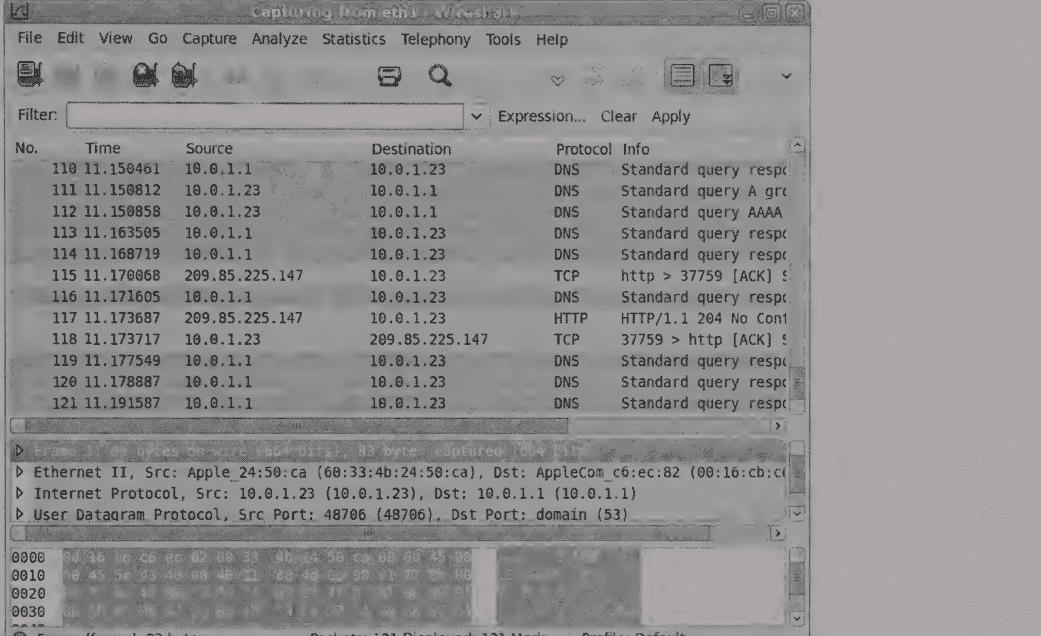 Capturing from eth1 - Wireshark
File Edit View Go Capture Analyze Statistics Telephony Tools Help
Filter: Expression... Clear Apply
No. Time Source Destination Protocol Info
110 11.150461 10.0.1.1 10.0.1.23 DNS Standard query respo
111 11.150812 10.0.1.23 10.0.1.1 DNS Standard query A gro
112 11.150858 10.0.1.23 10.0.1.1 DNS Standard query AAAA
113 11.163505 10.0.1.1 10.0.1.23 DNS Standard query respo
114 11.168719 10.0.1.1 10.0.1.23 DNS Standard query respo
115 11.170068 209.85.225.147 10.0.1.23 TCP http > 37759 [ACK] S
116 11.171605 10.0.1.1 10.0.1.23 DNS Standard query respo
117 11.173687 209.85.225.147 10.0.1.23 HTTP HTTP/1.1 204 No Cont
118 11.173717 10.0.1.23 209.85.225.147 TCP 37759 > http [ACK] S
119 11.177549 10.0.1.1 10.0.1.23 DNS Standard query respo
120 11.178887 10.0.1.1 10.0.1.23 DNS Standard query respo
121 11.191587 10.0.1.1 10.0.1.23 DNS Standard query respo
bytes on wire (664 bits), 83 captured
Ethernet II, Src: Apple_24:50:ca (60:33:4b:24:50:ca), Dst: AppleCom_c6:ec:82 (00:16:cb:c6
Internet Protocol, Src: 10.0.1.23 (10.0.1.23), Dst: 10.0.1.1 (10.0.1.1)
User Datagram Protocol, Src Port: 48706 (48706), Dst Port: domain (53)
0000
0010
0020
0030